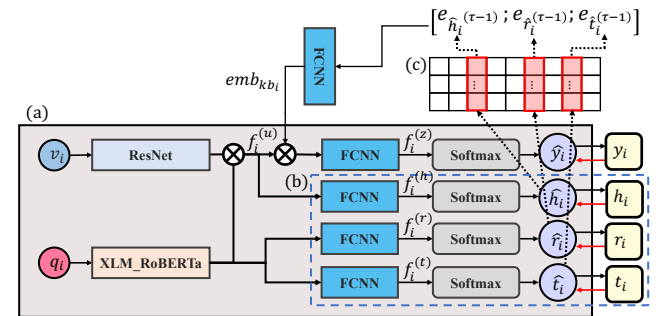 [e_{ĥ_i}^{(τ−1)}; e_{r̂_i}^{(τ−1)}; e_{t̂_i}^{(τ−1)}]
FCNN
(c)
... ... ...
emb_{kb_i}
(a)
v_i ResNet f_i^{(u)} FCNN f_i^{(z)} Softmax ŷ_i y_i
(b)
FCNN f_i^{(h)} Softmax ĥ_i h_i
q_i XLM_RoBERTa FCNN f_i^{(r)} Softmax r̂_i r_i
FCNN f_i^{(t)} Softmax t̂_i t_i